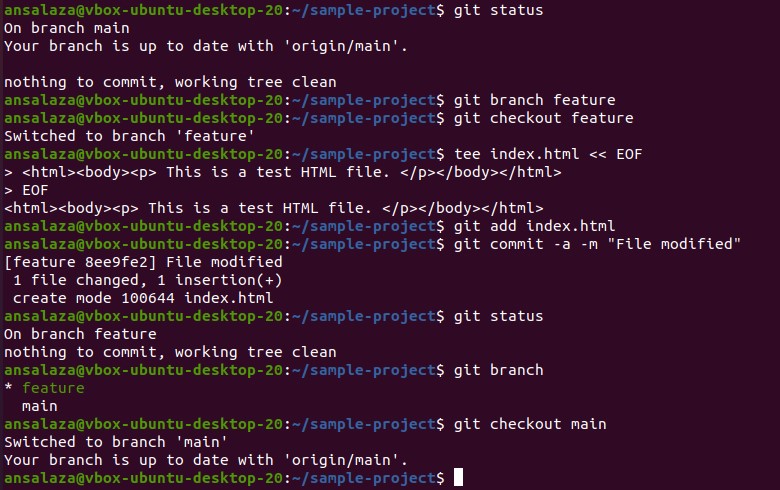 ansalaza@vbox-ubuntu-desktop-20:~/sample-project$ git status
On branch main
Your branch is up to date with 'origin/main'.
nothing to commit, working tree clean
ansalaza@vbox-ubuntu-desktop-20:~/sample-project$ git branch feature
ansalaza@vbox-ubuntu-desktop-20:~/sample-project$ git checkout feature
Switched to branch 'feature'
ansalaza@vbox-ubuntu-desktop-20:~/sample-project$ tee index.html << EOF
> <html><body><p> This is a test HTML file. </p></body></html>
> EOF
<html><body><p> This is a test HTML file. </p></body></html>
ansalaza@vbox-ubuntu-desktop-20:~/sample-project$ git add index.html
ansalaza@vbox-ubuntu-desktop-20:~/sample-project$ git commit -a -m "File modified"
[feature 8ee9fe2] File modified
 1 file changed, 1 insertion(+)
 create mode 100644 index.html
ansalaza@vbox-ubuntu-desktop-20:~/sample-project$ git status
On branch feature
nothing to commit, working tree clean
ansalaza@vbox-ubuntu-desktop-20:~/sample-project$ git branch
* feature
  main
ansalaza@vbox-ubuntu-desktop-20:~/sample-project$ git checkout main
Switched to branch 'main'
Your branch is up to date with 'origin/main'.
ansalaza@vbox-ubuntu-desktop-20:~/sample-project$